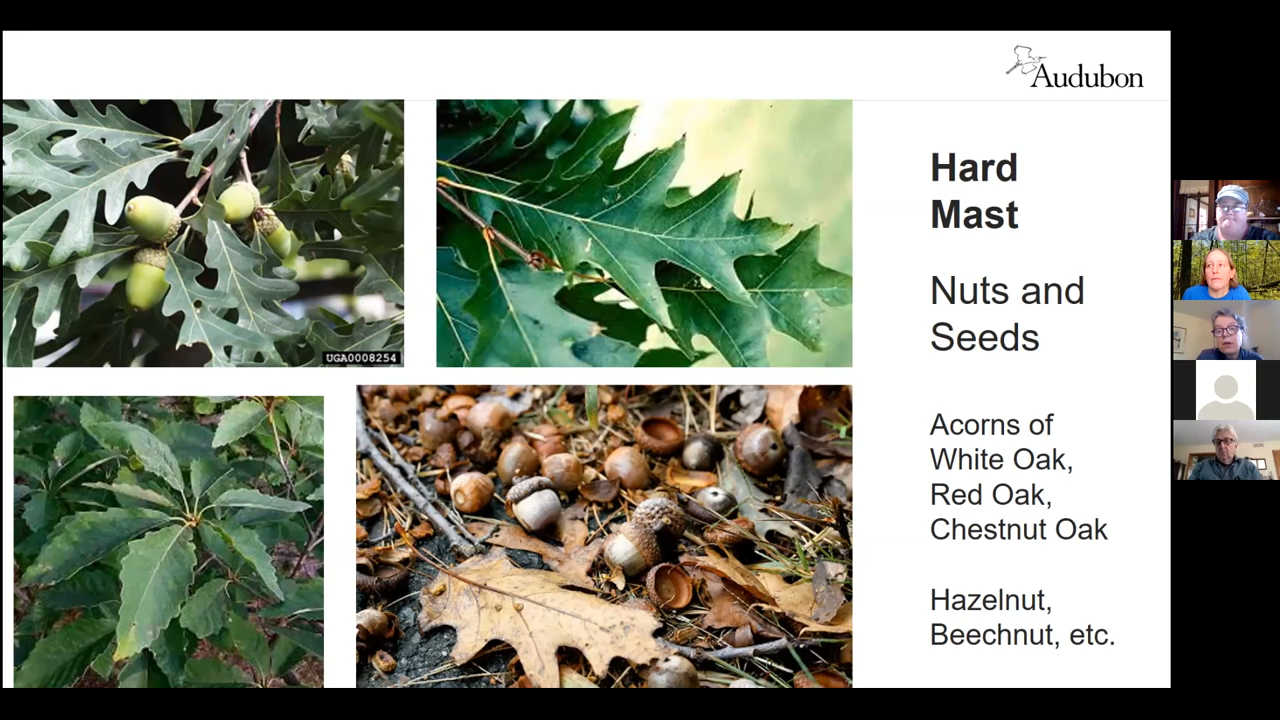 Audubon
Hard
Mast
Nuts and
Seeds
Acorns of
White Oak,
Red Oak,
Chestnut Oak
Hazelnut,
Beechnut, etc.
UGA0008254